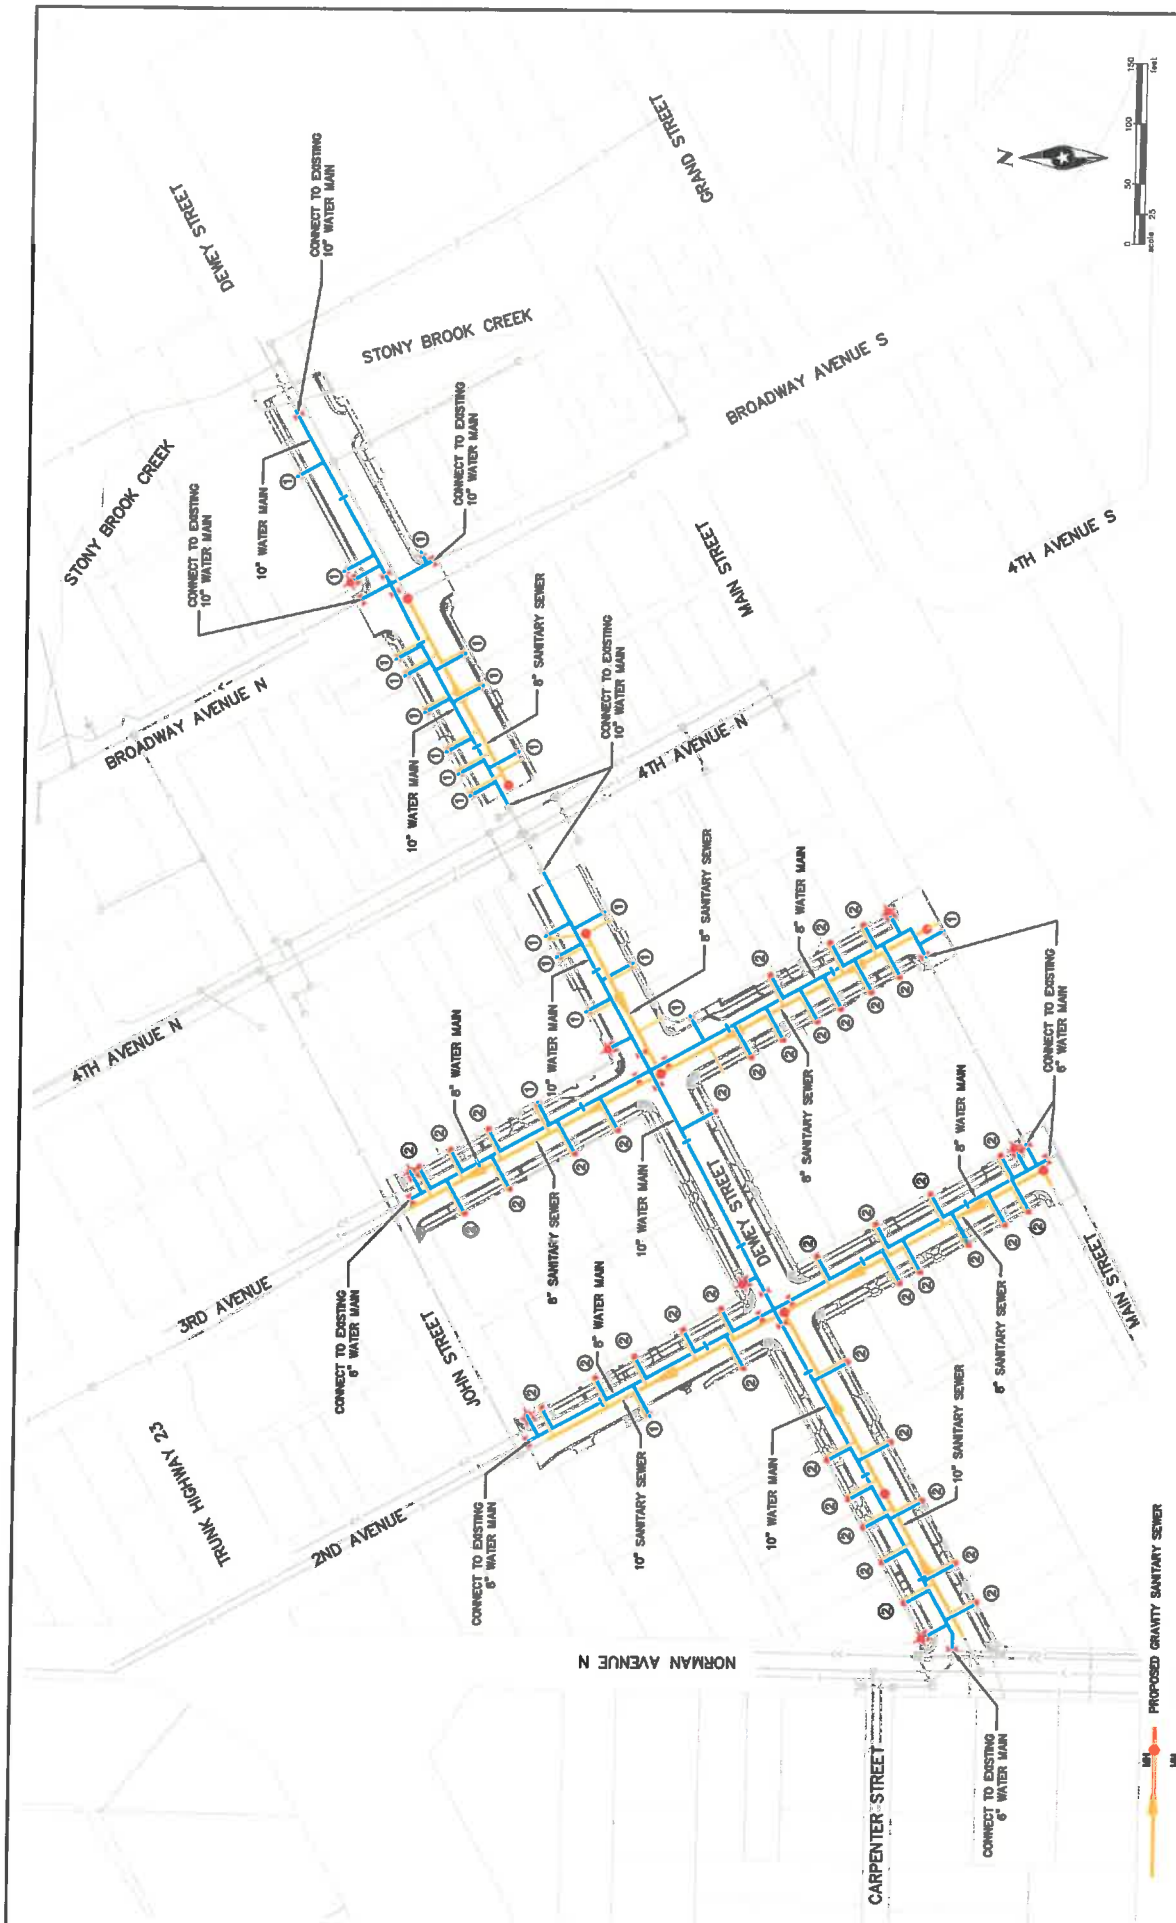 DEWEY STREET
CONNECT TO EXISTING
10" WATER MAIN
GRAND STREET
N
0
50
100
150
scale
25
feet
STONY BROOK CREEK
STONY BROOK CREEK
10" WATER MAIN
CONNECT TO EXISTING
10" WATER MAIN
CONNECT TO EXISTING
10" WATER MAIN
BROADWAY AVENUE S
BROADWAY AVENUE N
10" WATER MAIN
8" SANITARY SEWER
CONNECT TO EXISTING
10" WATER MAIN
MAIN STREET
4TH AVENUE S
4TH AVENUE N
4TH AVENUE N
8" WATER MAIN
10" WATER MAIN
8" SANITARY SEWER
8" WATER MAIN
3RD AVENUE
CONNECT TO EXISTING
6" WATER MAIN
JOHN STREET
8" SANITARY SEWER
10" WATER MAIN
DEWEY STREET
8" SANITARY SEWER
8" WATER MAIN
CONNECT TO EXISTING
6" WATER MAIN
MAIN STREET
8" SANITARY SEWER
TRUNK HIGHWAY 23
2ND AVENUE
CONNECT TO EXISTING
6" WATER MAIN
8" WATER MAIN
10" SANITARY SEWER
10" WATER MAIN
10" SANITARY SEWER
NORMAN AVENUE N
CARPENTER STREET
CONNECT TO EXISTING
6" WATER MAIN
MH
PROPOSED GRAVITY SANITARY SEWER
MH